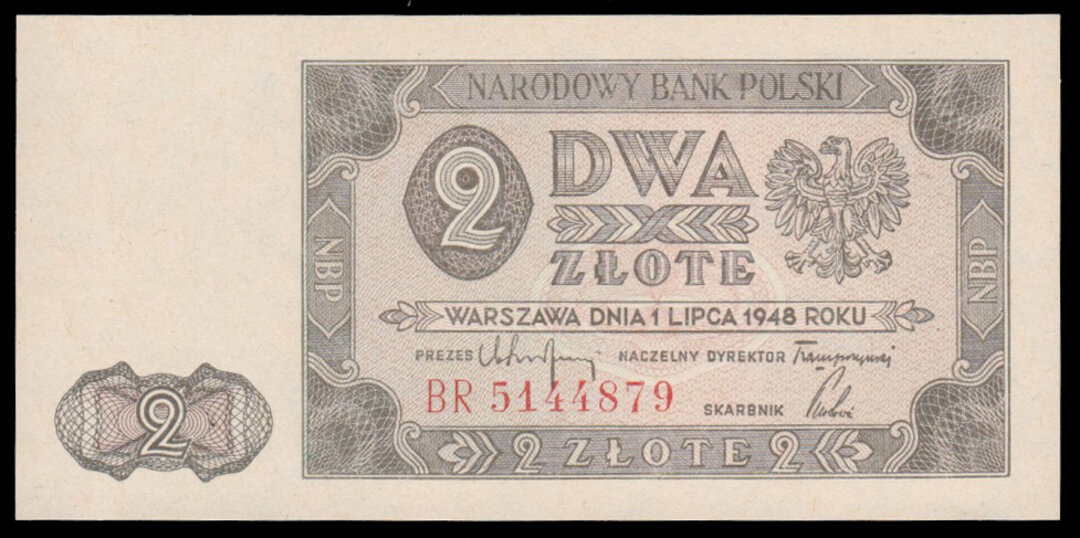 NARODOWY BANK POLSKI
2
DWA
ZŁOTE
NBP
NBP
WARSZAWA DNIA 1 LIPCA 1948 ROKU
PREZES NACZELNY DYREKTOR
BR 5144879
SKARBNIK
2
2 ZŁOTE 2